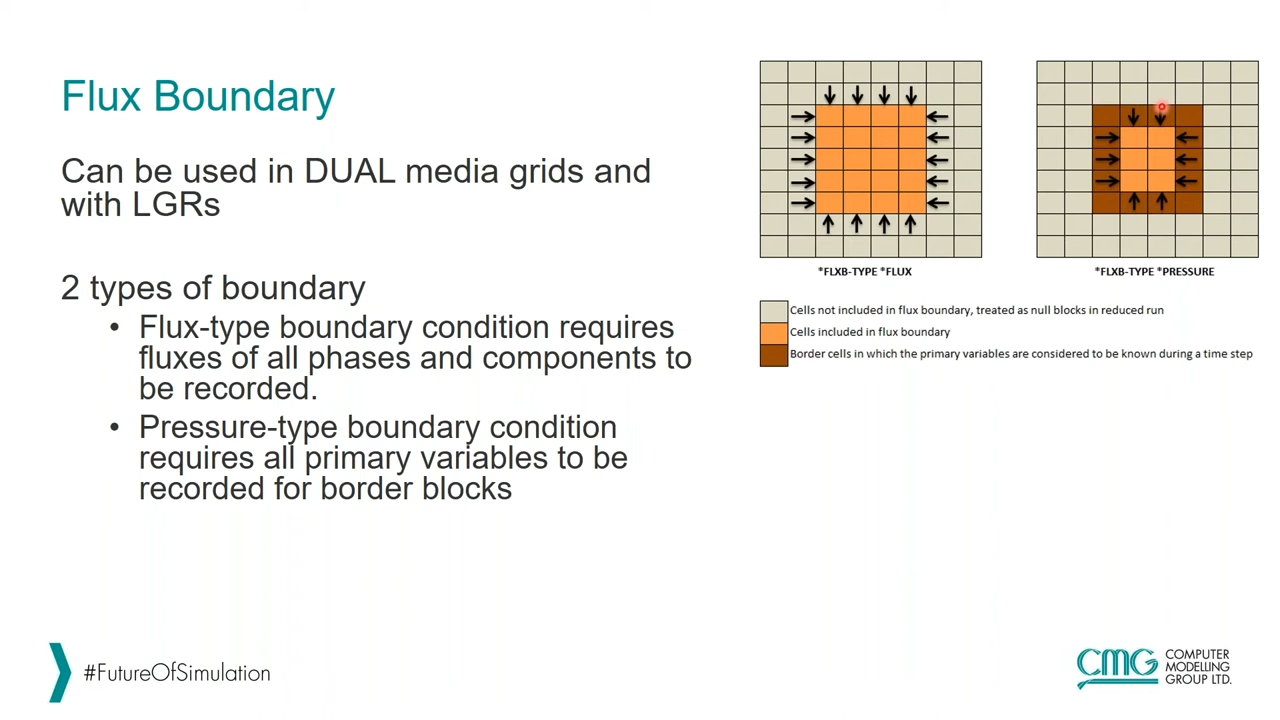 Flux Boundary
Can be used in DUAL media grids and
with LGRs
2 types of boundary
• Flux-type boundary condition requires
fluxes of all phases and components to
be recorded.
• Pressure-type boundary condition
requires all primary variables to be
recorded for border blocks
*FLXB-TYPE *FLUX
*FLXB-TYPE *PRESSURE
Cells not included in flux boundary, treated as null blocks in reduced run
Cells included in flux boundary
Border cells in which the primary variables are considered to be known during a time step
#FutureOfSimulation
CMG
COMPUTER
MODELLING
GROUP LTD.